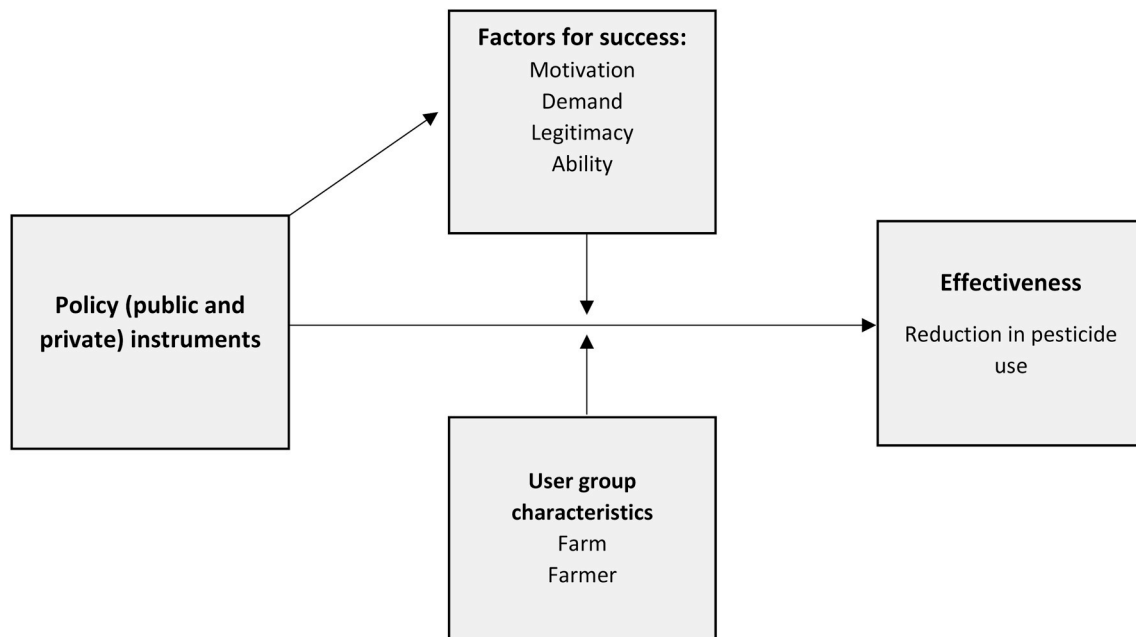 Factors for success:
Motivation
Demand
Legitimacy
Ability
Policy (public and
private) instruments
Effectiveness
Reduction in pesticide
use
User group
characteristics
Farm
Farmer